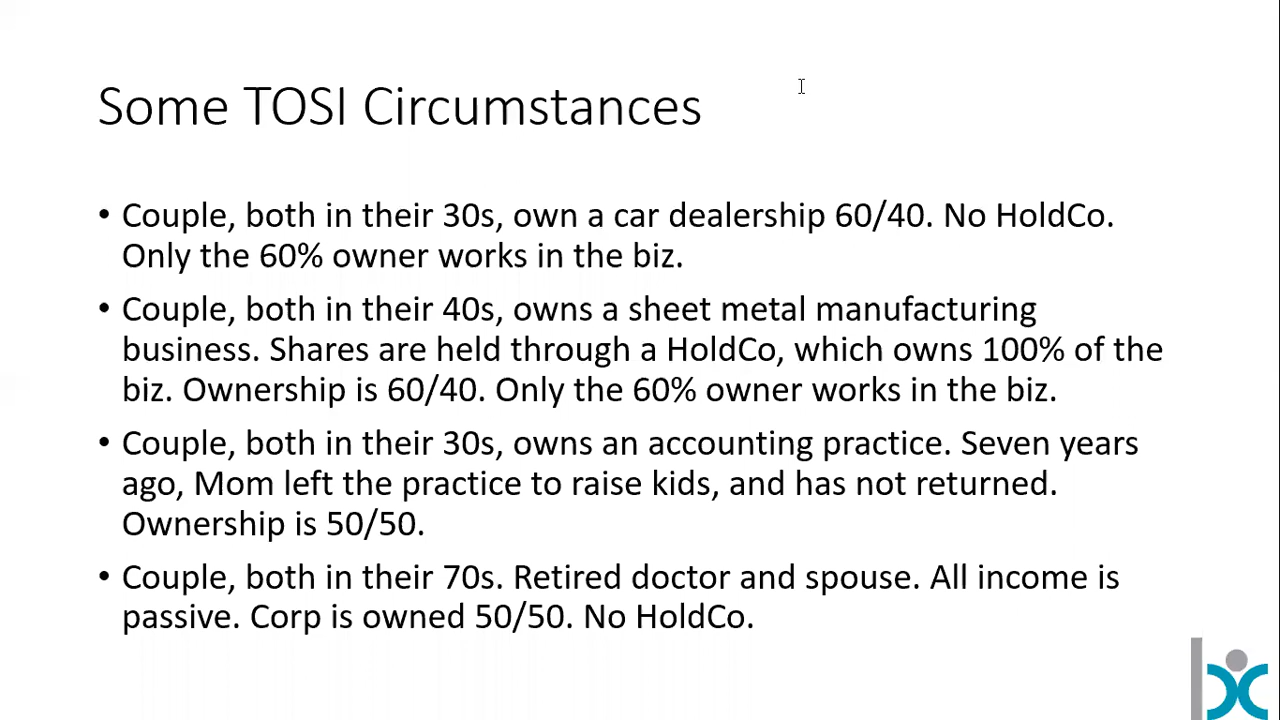 Some TOSI Circumstances
• Couple, both in their 30s, own a car dealership 60/40. No HoldCo.
Only the 60% owner works in the biz.
• Couple, both in their 40s, owns a sheet metal manufacturing
business. Shares are held through a HoldCo, which owns 100% of the
biz. Ownership is 60/40. Only the 60% owner works in the biz.
• Couple, both in their 30s, owns an accounting practice. Seven years
ago, Mom left the practice to raise kids, and has not returned.
Ownership is 50/50.
• Couple, both in their 70s. Retired doctor and spouse. All income is
passive. Corp is owned 50/50. No HoldCo.